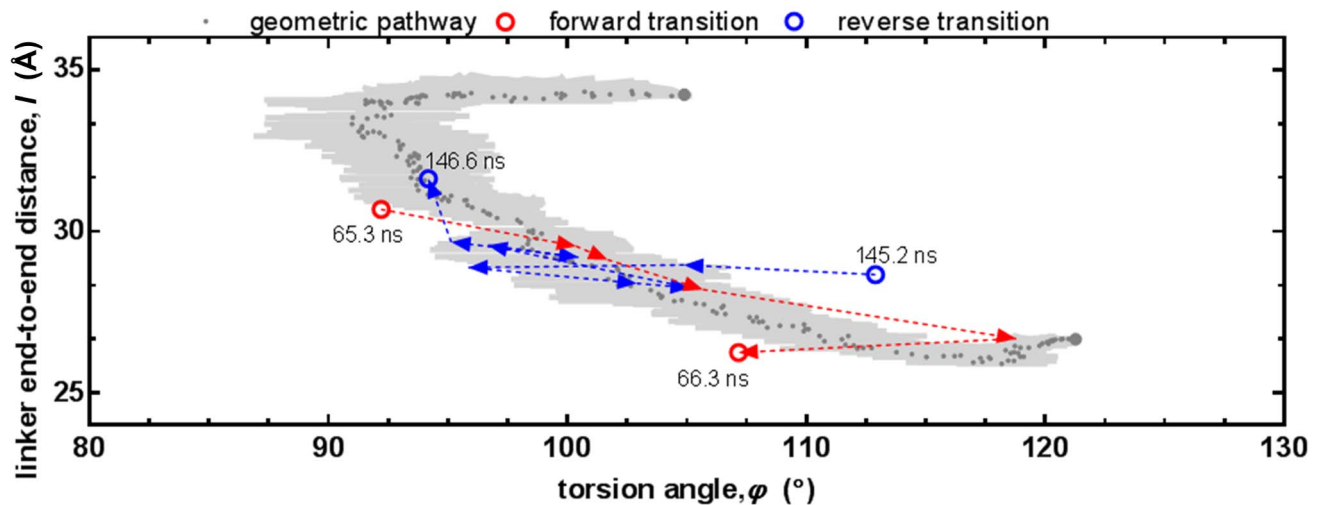 geometric pathway forward transition reverse transition
linker end-to-end distance, l (Å)
35
30
25
146.6 ns
65.3 ns
145.2 ns
66.3 ns
80 90 100 110 120 130
torsion angle,φ (°)